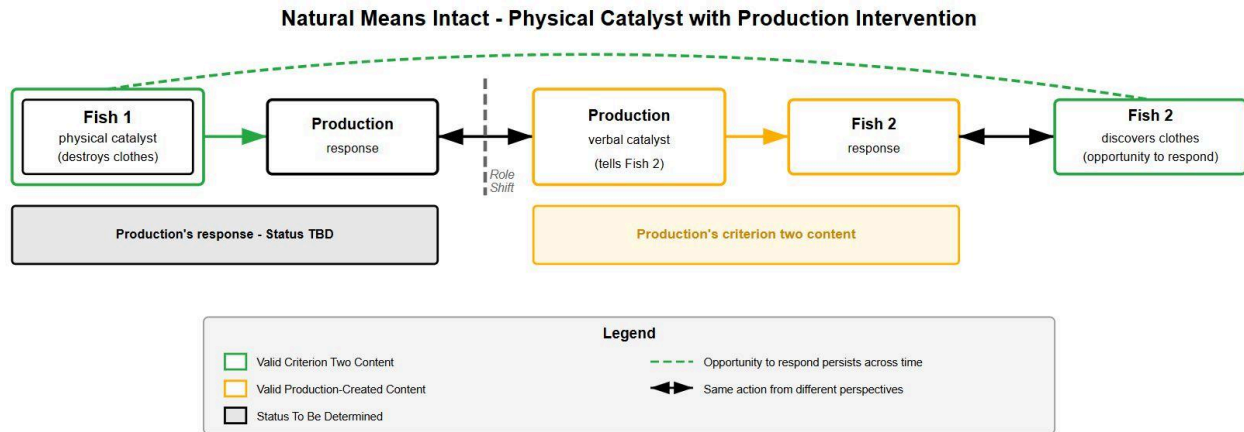 Natural Means Intact - Physical Catalyst with Production Intervention
Fish 1
physical catalyst
(destroys clothes)
Production
response
Role
Shift
Production
verbal catalyst
(tells Fish 2)
Fish 2
response
Fish 2
discovers clothes
(opportunity to respond)
Production's response - Status TBD
Production's criterion two content
Legend
Valid Criterion Two Content
Valid Production-Created Content
Status To Be Determined
Opportunity to respond persists across time
Same action from different perspectives